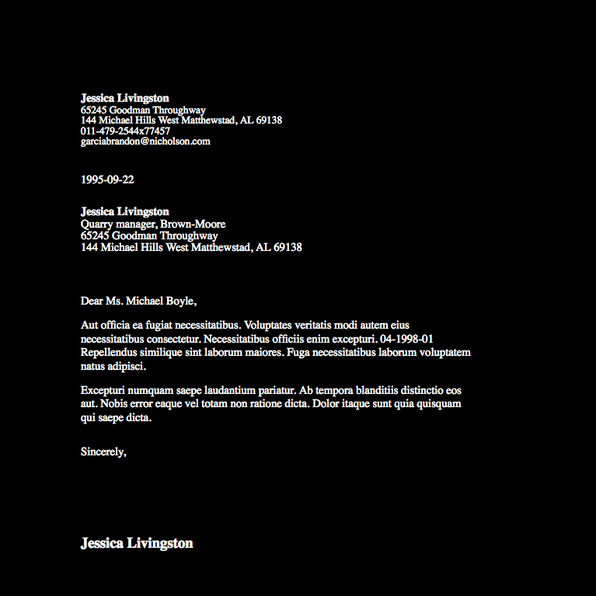 Jessica Livingston
65245 Goodman Throughway
144 Michael Hills West Matthewstad, AL 69138
011-479-2544x77457
garciabrandon@nicholson.com
1995-09-22
Jessica Livingston
Quarry manager, Brown-Moore
65245 Goodman Throughway
144 Michael Hills West Matthewstad, AL 69138
Dear Ms. Michael Boyle,
Aut officia ea fugiat necessitatibus. Voluptates veritatis modi autem eius
necessitatibus consectetur. Necessitatibus officiis enim excepturi. 04-1998-01
Repellendus similique sint laborum maiores. Fuga necessitatibus laborum voluptatem
natus adipisci.
Excepturi numquam saepe laudantium pariatur. Ab tempora blanditiis distinctio eos
aut. Nobis error eaque vel totam non ratione dicta. Dolor itaque sunt quia quisquam
qui saepe dicta.
Sincerely,
Jessica Livingston